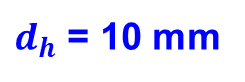 dₕ = 10 mm